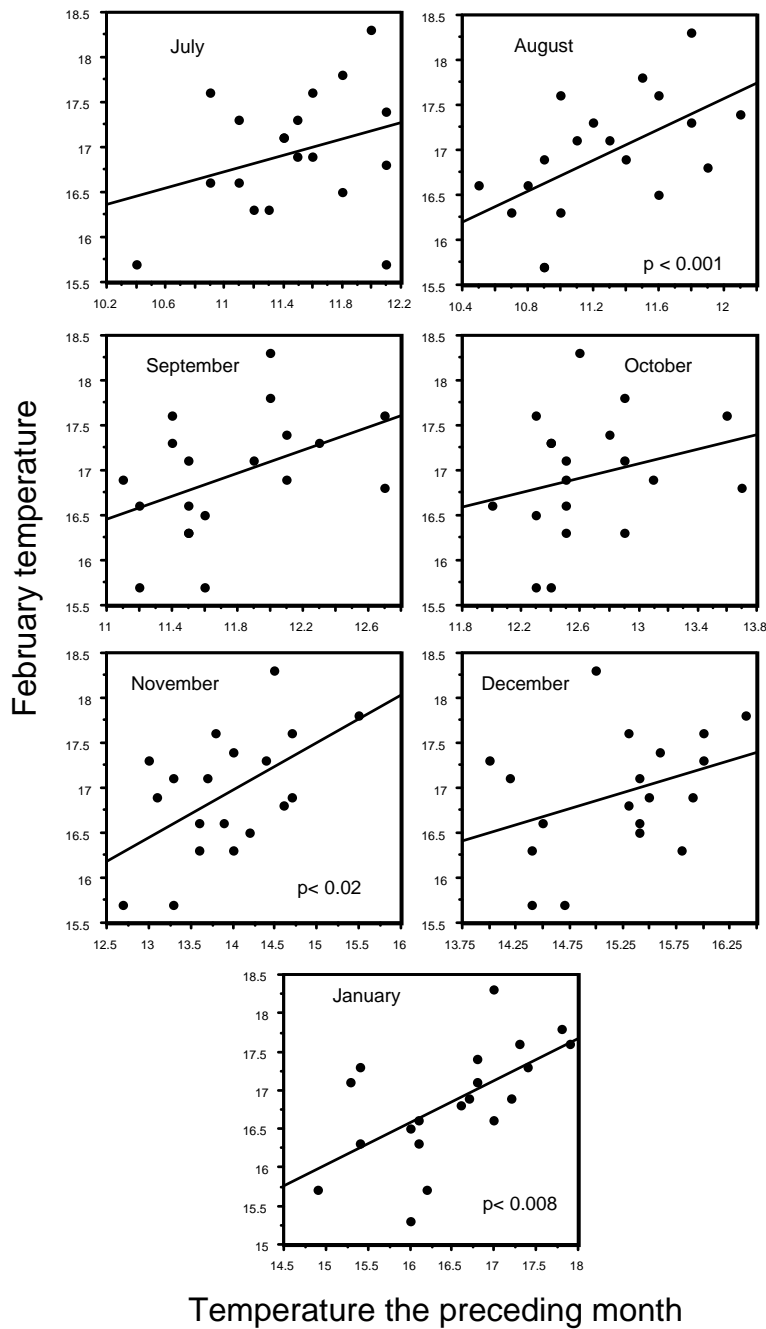 July
18.5
18
17.5
17
16.5
16
15.5
10.2 10.6 11 11.4 11.8 12.2
August
18.5
18
17.5
17
16.5
16
15.5
p < 0.001
10.4 10.8 11.2 11.6 12
February temperature
September
18.5
18
17.5
17
16.5
16
15.5
11 11.4 11.8 12.2 12.6
October
18.5
18
17.5
17
16.5
16
15.5
11.8 12.2 12.6 13 13.4 13.8
November
18.5
18
17.5
17
16.5
16
15.5
p< 0.02
12.5 13 13.5 14 14.5 15 15.5 16
December
18.5
18
17.5
17
16.5
16
15.5
13.75 14.25 14.75 15.25 15.75 16.25
January
18.5
18
17.5
17
16.5
16
15.5
15
p< 0.008
14.5 15 15.5 16 16.5 17 17.5 18
Temperature the preceding month